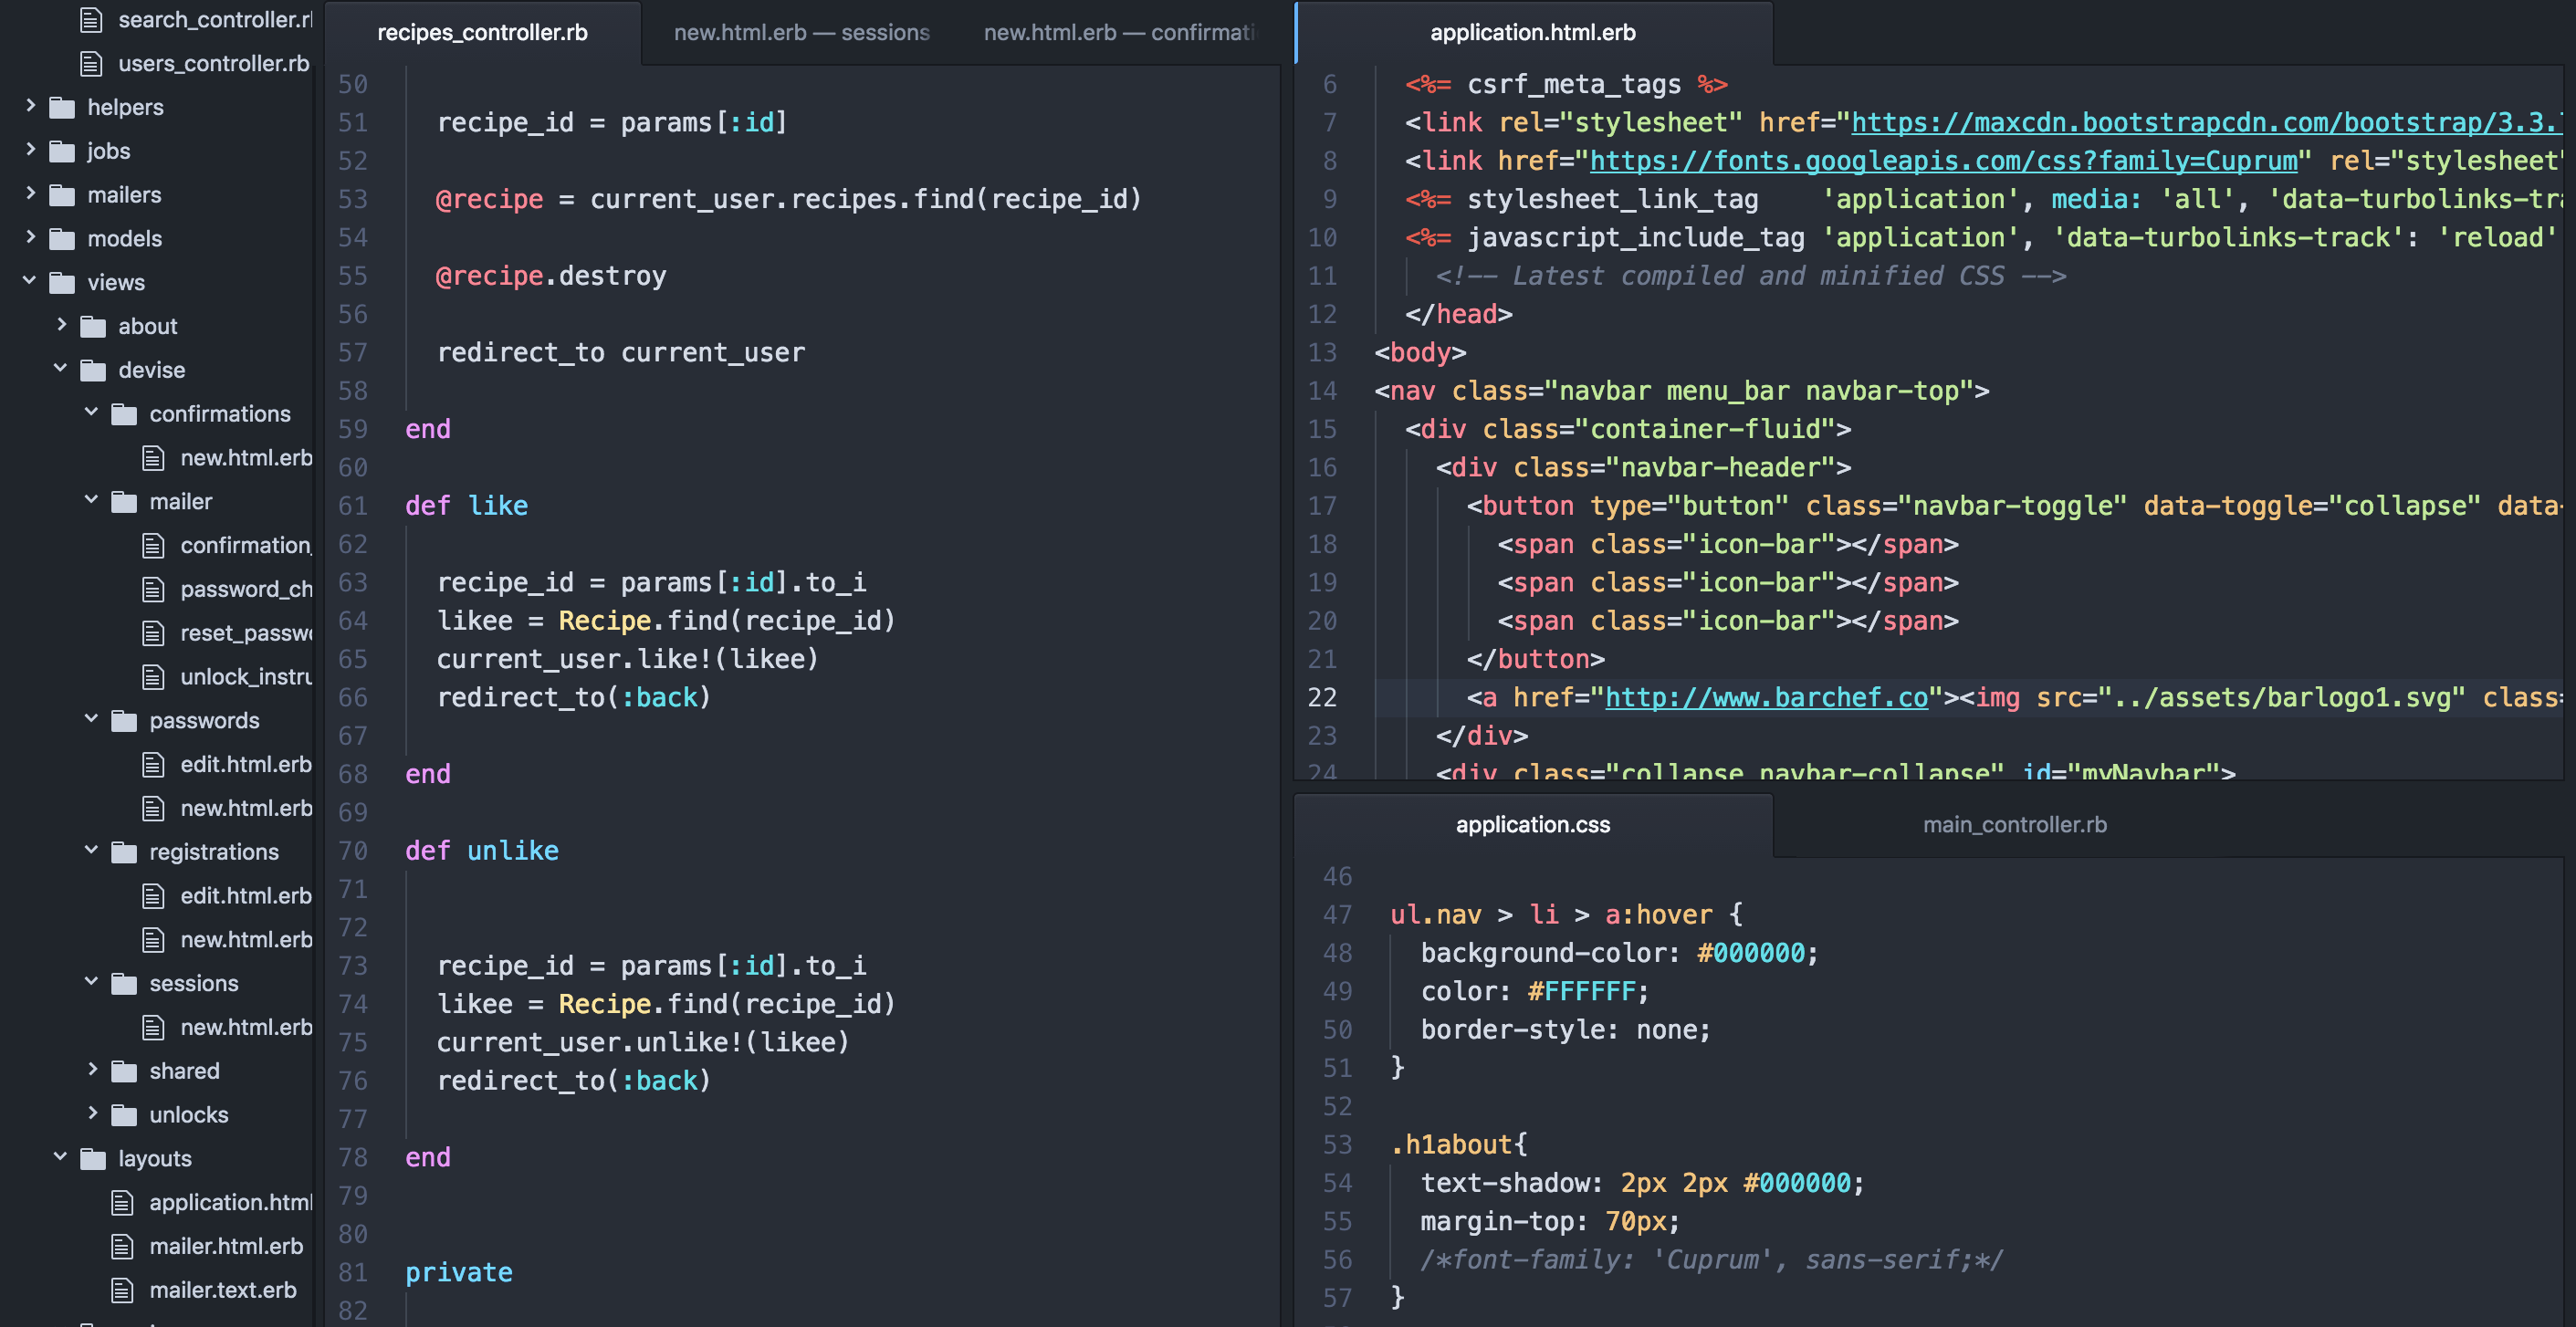 search_controller.r
users_controller.rb
helpers
jobs
mailers
models
views
about
devise
confirmations
new.html.erb
mailer
confirmation_
password_ch
reset_passw
unlock_instru
passwords
edit.html.erb
new.html.erb
registrations
edit.html.erb
new.html.erb
sessions
new.html.erb
shared
unlocks
layouts
application.html
mailer.html.erb
mailer.text.erb
recipes_controller.rb new.html.erb — sessions new.html.erb — confirmati
50
51 recipe_id = params[:id]
52
53 @recipe = current_user.recipes.find(recipe_id)
54
55 @recipe.destroy
56
57 redirect_to current_user
58
59 end
60
61 def like
62
63 recipe_id = params[:id].to_i
64 likee = Recipe.find(recipe_id)
65 current_user.like!(likee)
66 redirect_to(:back)
67
68 end
69
70 def unlike
71
72
73 recipe_id = params[:id].to_i
74 likee = Recipe.find(recipe_id)
75 current_user.unlike!(likee)
76 redirect_to(:back)
77
78 end
79
80
81 private
82
application.html.erb
6 <%= csrf_meta_tags %>
7 <link rel="stylesheet" href="https://maxcdn.bootstrapcdn.com/bootstrap/3.3.7
8 <link href="https://fonts.googleapis.com/css?family=Cuprum" rel="stylesheet"
9 <%= stylesheet_link_tag 'application', media: 'all', 'data-turbolinks-tra
10 <%= javascript_include_tag 'application', 'data-turbolinks-track': 'reload'
11 <!-- Latest compiled and minified CSS -->
12 </head>
13 <body>
14 <nav class="navbar menu_bar navbar-top">
15 <div class="container-fluid">
16 <div class="navbar-header">
17 <button type="button" class="navbar-toggle" data-toggle="collapse" data-
18 <span class="icon-bar"></span>
19 <span class="icon-bar"></span>
20 <span class="icon-bar"></span>
21 </button>
22 <a href="http://www.barchef.co"><img src="../assets/barlogo1.svg" class=
23 </div>
24 <div class="collapse navbar-collapse" id="myNavbar">
application.css main_controller.rb
46
47 ul.nav > li > a:hover {
48 background-color: #000000;
49 color: #FFFFFF;
50 border-style: none;
51 }
52
53 .h1about{
54 text-shadow: 2px 2px #000000;
55 margin-top: 70px;
56 /*font-family: 'Cuprum', sans-serif;*/
57 }